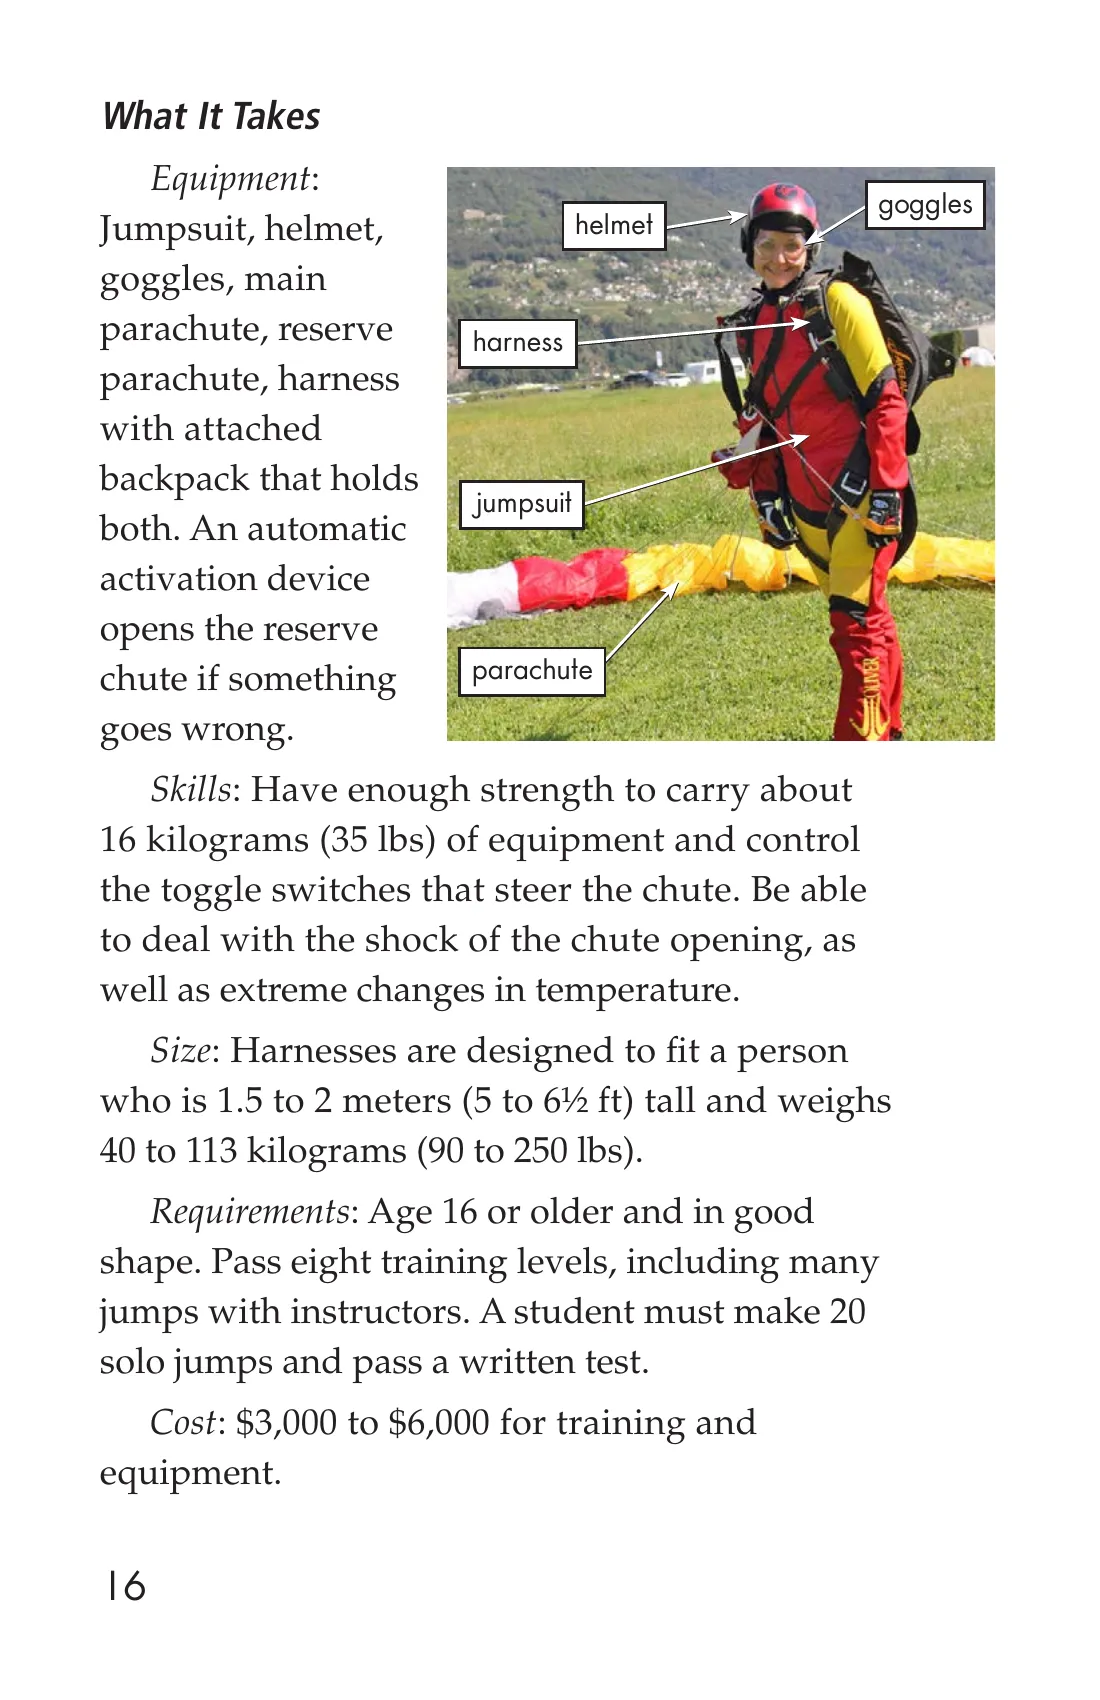 What It Takes
Equipment:
Jumpsuit, helmet,
goggles, main
parachute, reserve
parachute, harness
with attached
backpack that holds
both. An automatic
activation device
opens the reserve
chute if something
goes wrong.
helmet
goggles
harness
jumpsuit
parachute
OLIVER
Skills: Have enough strength to carry about
16 kilograms (35 lbs) of equipment and control
the toggle switches that steer the chute. Be able
to deal with the shock of the chute opening, as
well as extreme changes in temperature.
Size: Harnesses are designed to fit a person
who is 1.5 to 2 meters (5 to 6½ ft) tall and weighs
40 to 113 kilograms (90 to 250 lbs).
Requirements: Age 16 or older and in good
shape. Pass eight training levels, including many
jumps with instructors. A student must make 20
solo jumps and pass a written test.
Cost: $3,000 to $6,000 for training and
equipment.
16